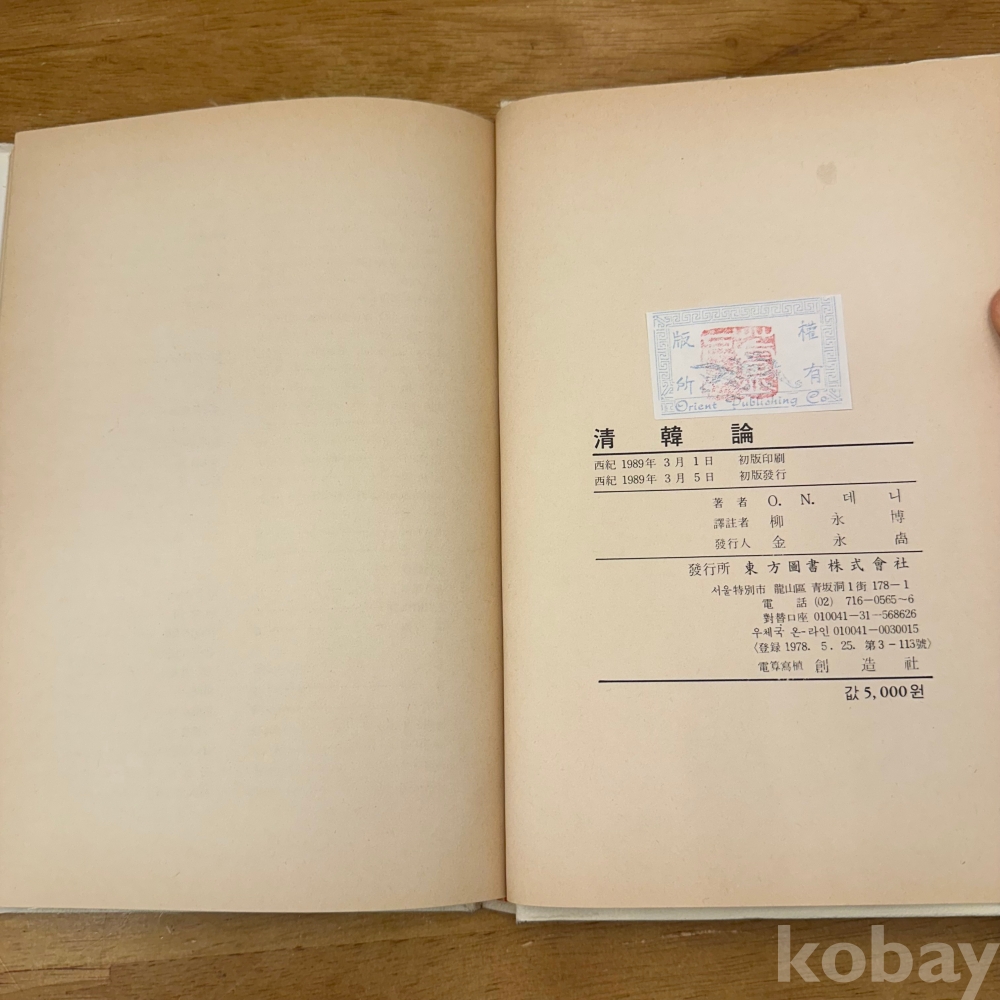 版權
所有
Orient Publishing Co.
清韓論
西紀 1989年 3月 1日 初版印刷
西紀 1989年 3月 5日 初版發行
著者 O. N. 데니
譯註者 柳永博
發行人 金永
發行所 東方圖書株式會社
서울特別市 龍山區 靑坡洞1街 178-1
電話 (02) 716-0565~6
對替口座 010041-31-568626
우체국 온-라인 010041-0030015
〈登錄 1978. 5. 25. 第3-113號〉
電算寫植 創造社
값 5,000원
kobay